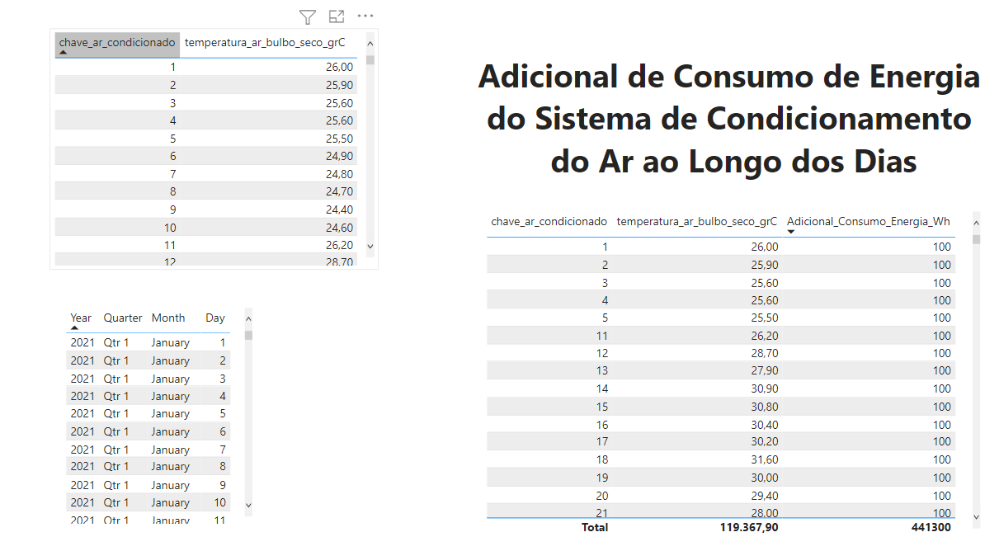 chave_ar_condicionado temperatura_ar_bulbo_seco_grC
1 26,00
2 25,90
3 25,60
4 25,60
5 25,50
6 24,90
7 24,80
8 24,70
9 24,40
10 24,60
11 26,20
12 28,70
Year Quarter Month Day
2021 Qtr 1 January 1
2021 Qtr 1 January 2
2021 Qtr 1 January 3
2021 Qtr 1 January 4
2021 Qtr 1 January 5
2021 Qtr 1 January 6
2021 Qtr 1 January 7
2021 Qtr 1 January 8
2021 Qtr 1 January 9
2021 Qtr 1 January 10
2021 Qtr 1 January 11
Adicional de Consumo de Energia
do Sistema de Condicionamento
do Ar ao Longo dos Dias
chave_ar_condicionado temperatura_ar_bulbo_seco_grC Adicional_Consumo_Energia_Wh
1 26,00 100
2 25,90 100
3 25,60 100
4 25,60 100
5 25,50 100
11 26,20 100
12 28,70 100
13 27,90 100
14 30,90 100
15 30,80 100
16 30,40 100
17 30,20 100
18 31,60 100
19 30,00 100
20 29,40 100
21 28,00 100
Total 119.367,90 441300